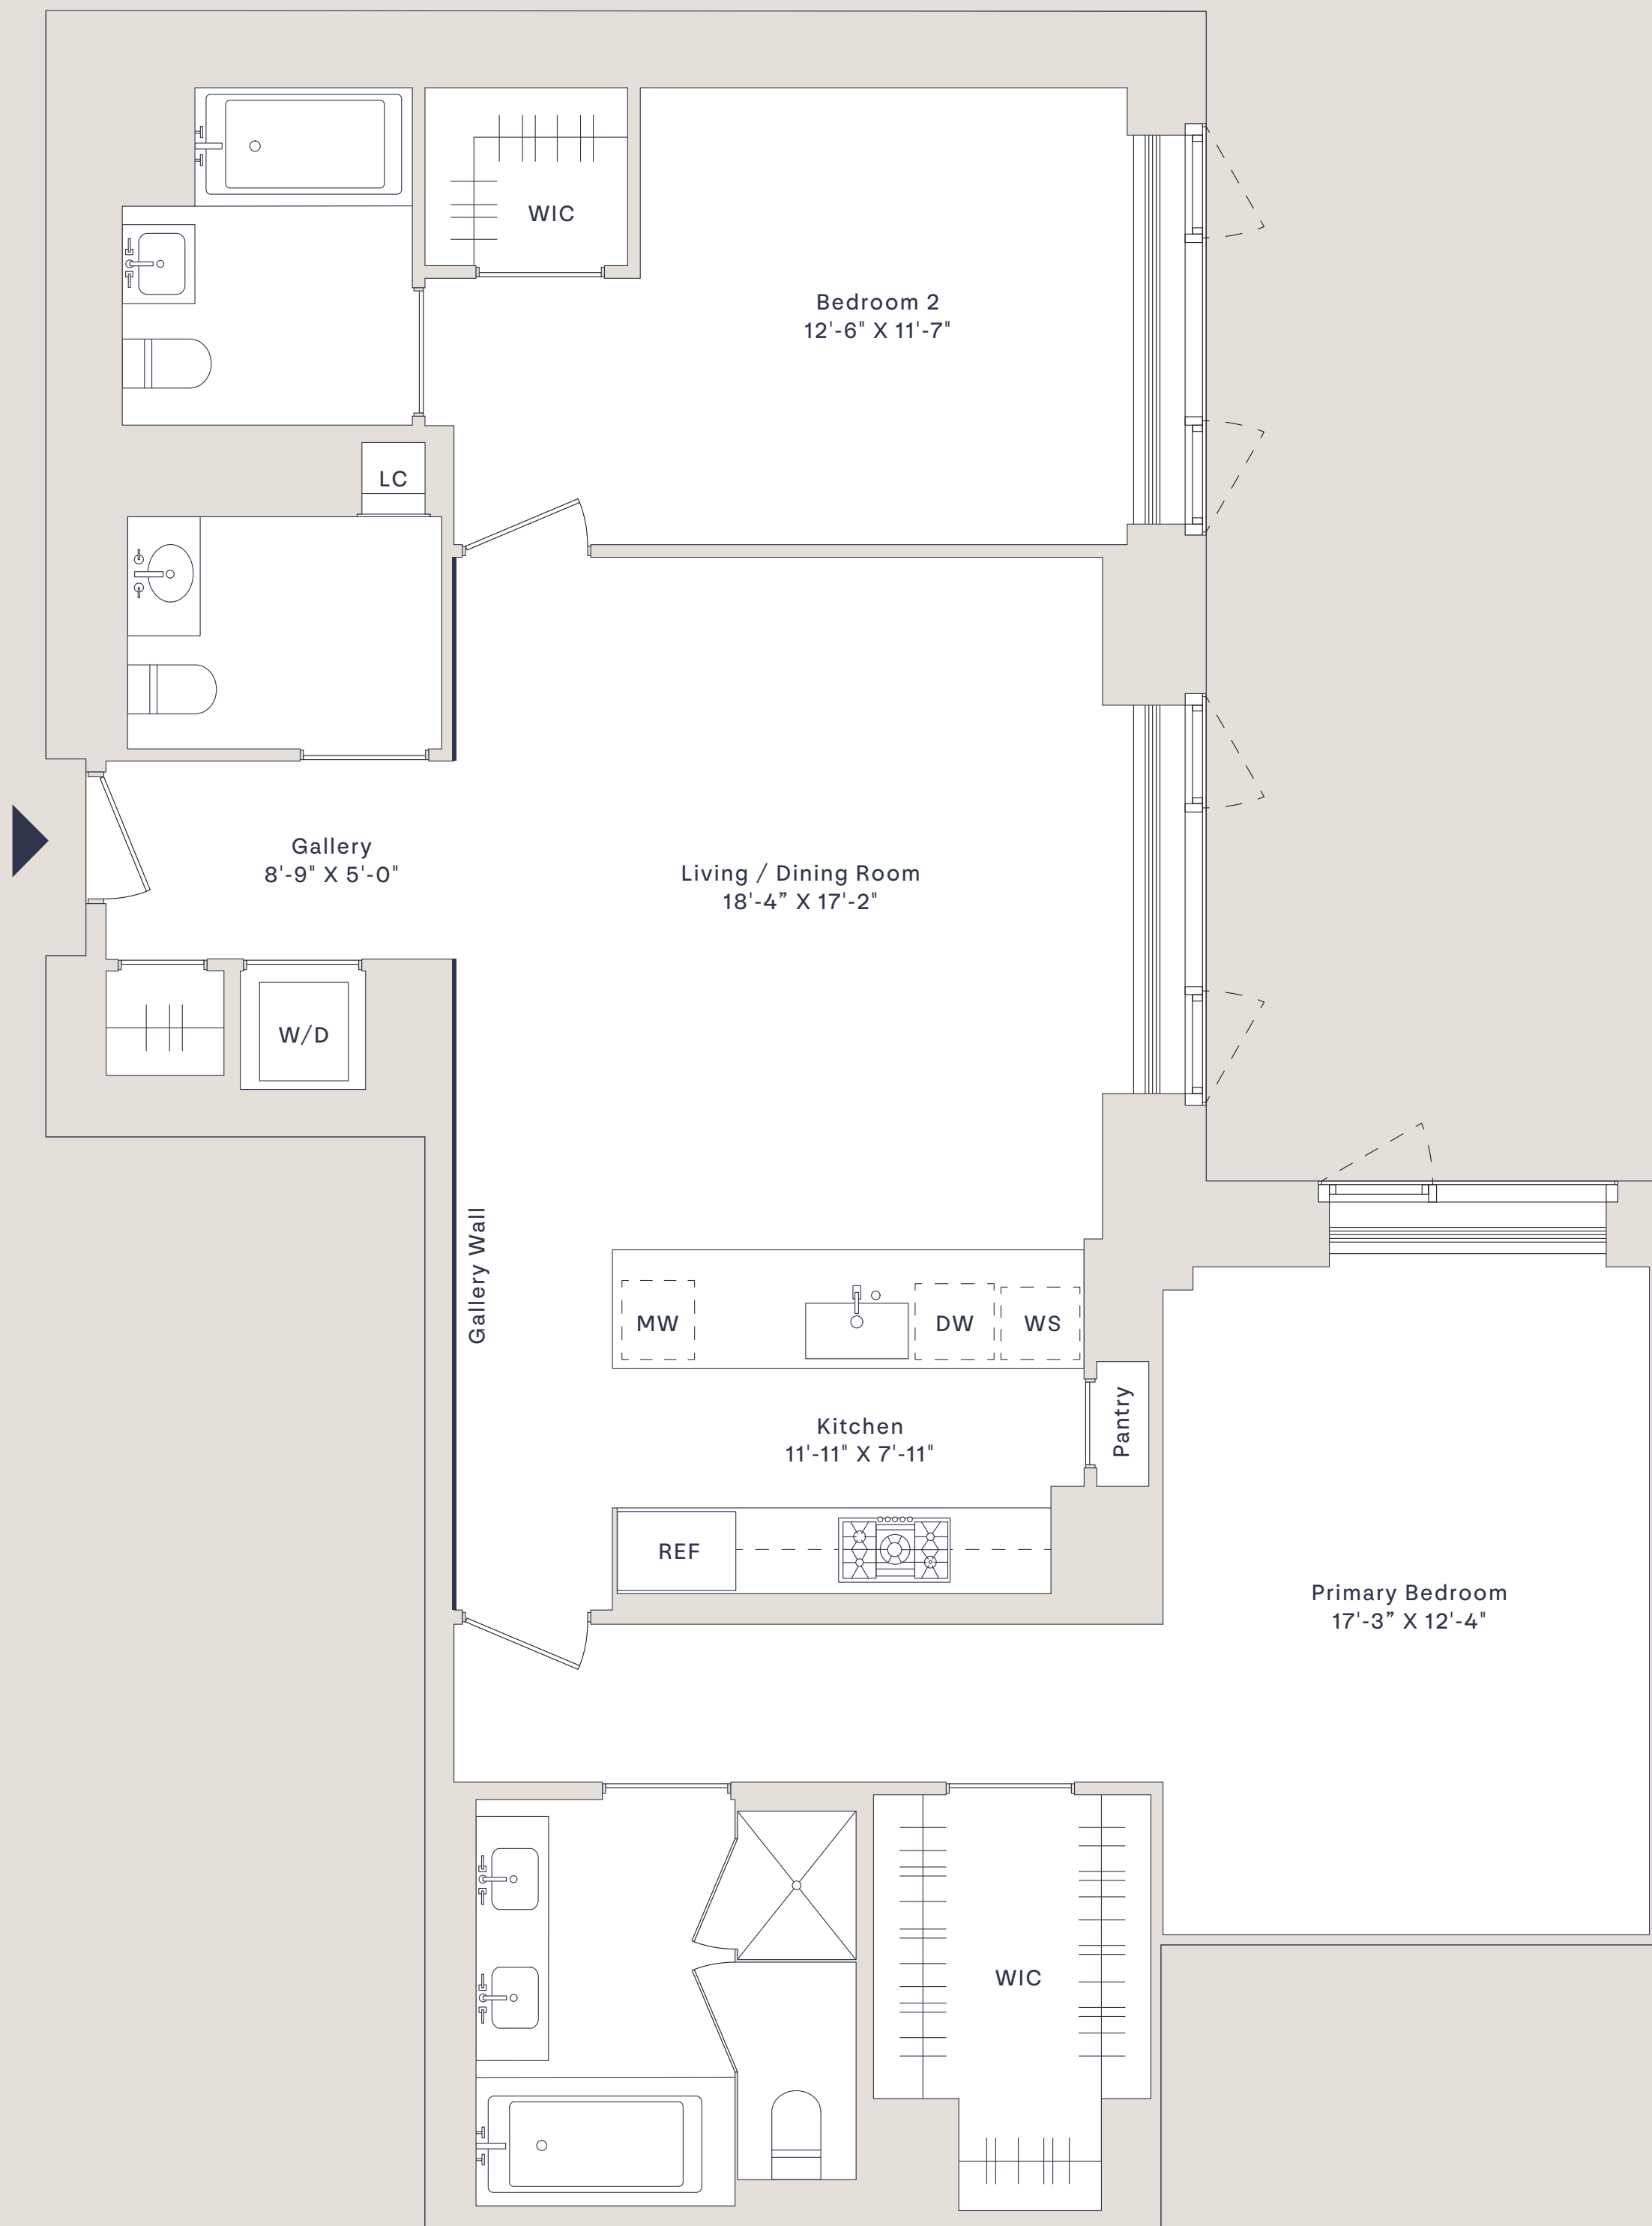 WIC
Bedroom 2
12'-6" X 11'-7"
LC
Gallery
8'-9" X 5'-0"
Living / Dining Room
18'-4” X 17'-2"
W/D
Gallery Wall
MW
DW
WS
Kitchen
11'-11" X 7'-11"
Pantry
REF
Primary Bedroom
17'-3” X 12'-4"
WIC